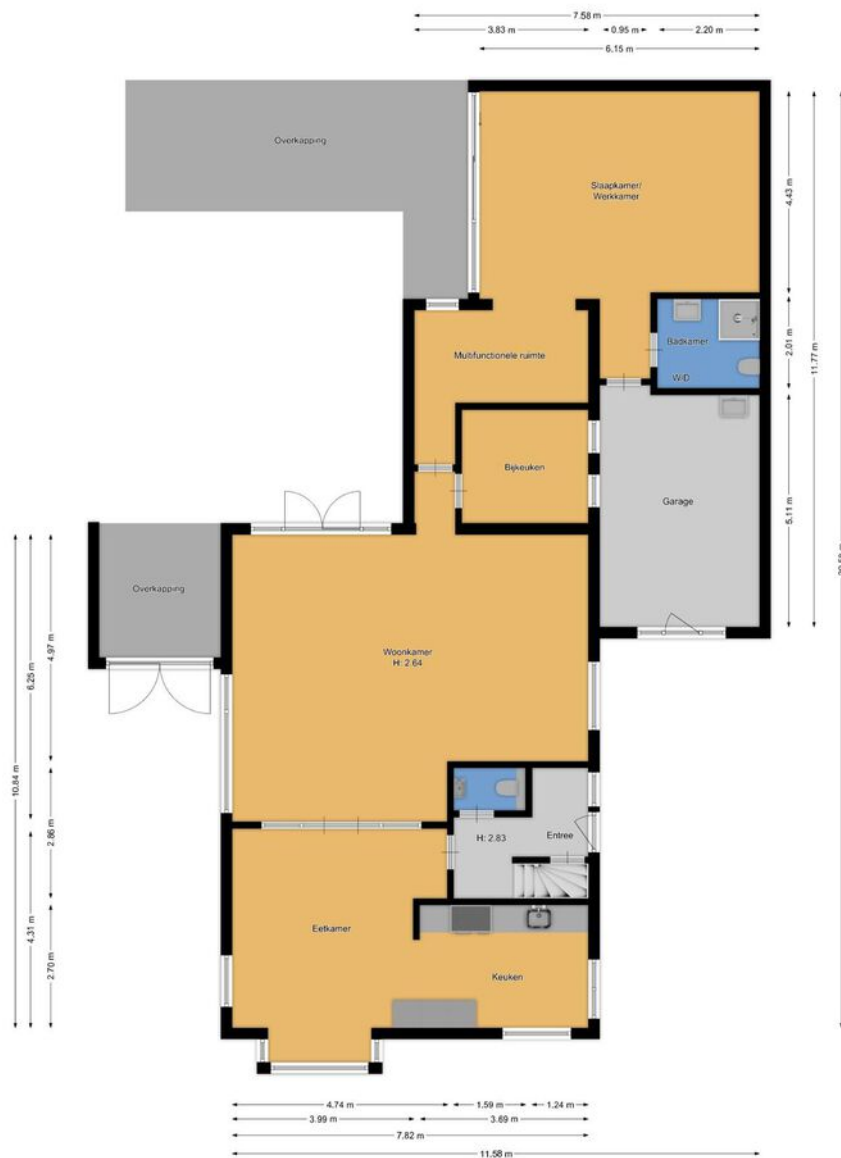 7.58 m
3.83 m
0.95 m
2.20 m
6.15 m
Overkapping
Slaapkamer/
Werkkamer
4.43 m
Badkamer
W/D
2.01 m
11.77 m
Multifunctionele ruimte
Bijkeuken
Garage
5.11 m
Overkapping
Woonkamer
H: 2.64
4.97 m
6.25 m
10.84 m
2.86 m
H: 2.83
Entree
4.31 m
2.70 m
Eetkamer
Keuken
4.74 m
1.59 m
1.24 m
3.99 m
3.69 m
7.82 m
11.58 m